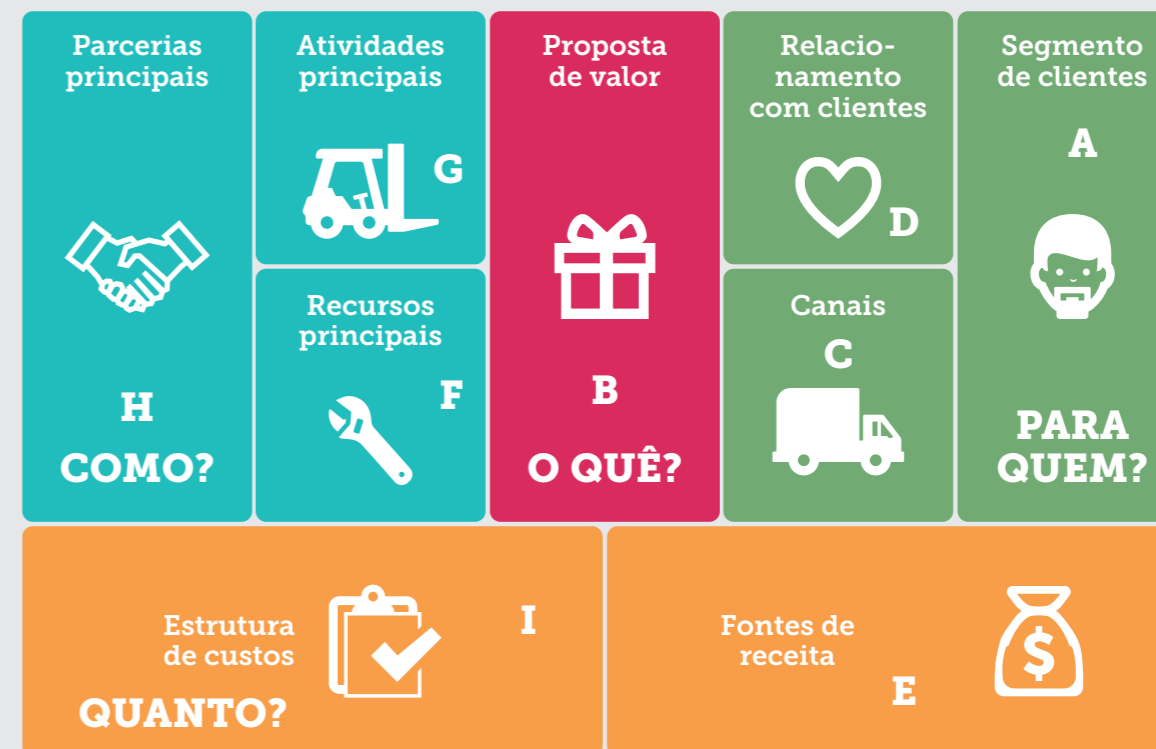 Parcerias
principais
H
COMO?
Atividades
principais
G
Recursos
principais
F
Proposta
de valor
B
O QUÊ?
Relacio-
namento
com clientes
D
Canais
C
Segmento
de clientes
A
PARA
QUEM?
Estrutura
de custos
I
QUANTO?
Fontes de
receita
E
$